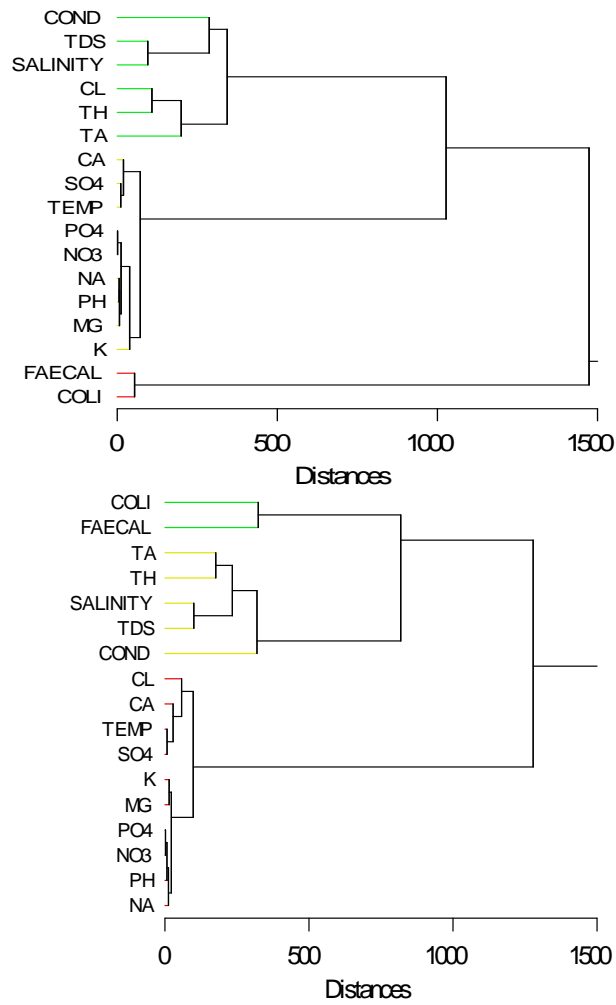 COND
TDS
SALINITY
CL
TH
TA
CA
SO4
TEMP
PO4
NO3
NA
PH
MG
K
FAECAL
COLI
0 500 1000 1500
Distances
COLI
FAECAL
TA
TH
SALINITY
TDS
COND
CL
CA
TEMP
SO4
K
MG
PO4
NO3
PH
NA
0 500 1000 1500
Distances